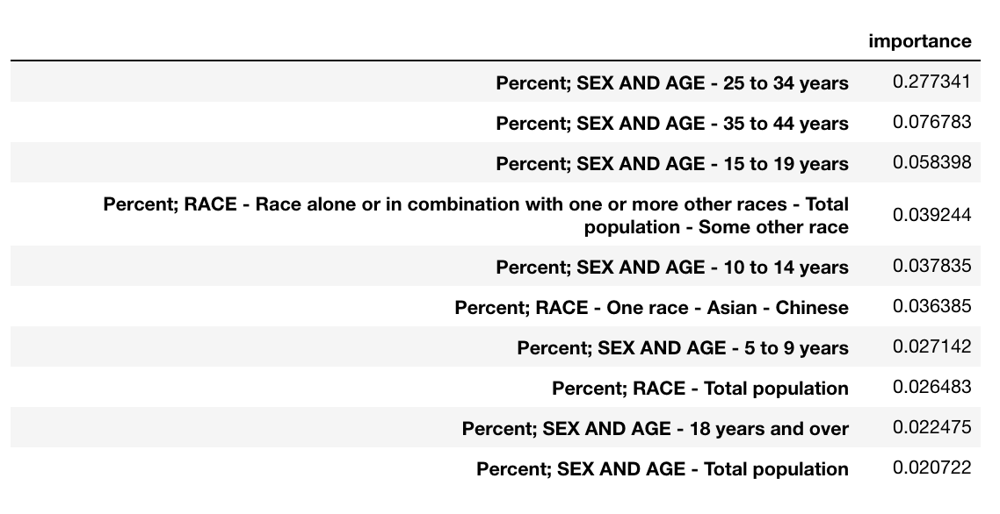 importance
Percent; SEX AND AGE - 25 to 34 years 0.277341
Percent; SEX AND AGE - 35 to 44 years 0.076783
Percent; SEX AND AGE - 15 to 19 years 0.058398
Percent; RACE - Race alone or in combination with one or more other races - Total
population - Some other race 0.039244
Percent; SEX AND AGE - 10 to 14 years 0.037835
Percent; RACE - One race - Asian - Chinese 0.036385
Percent; SEX AND AGE - 5 to 9 years 0.027142
Percent; RACE - Total population 0.026483
Percent; SEX AND AGE - 18 years and over 0.022475
Percent; SEX AND AGE - Total population 0.020722